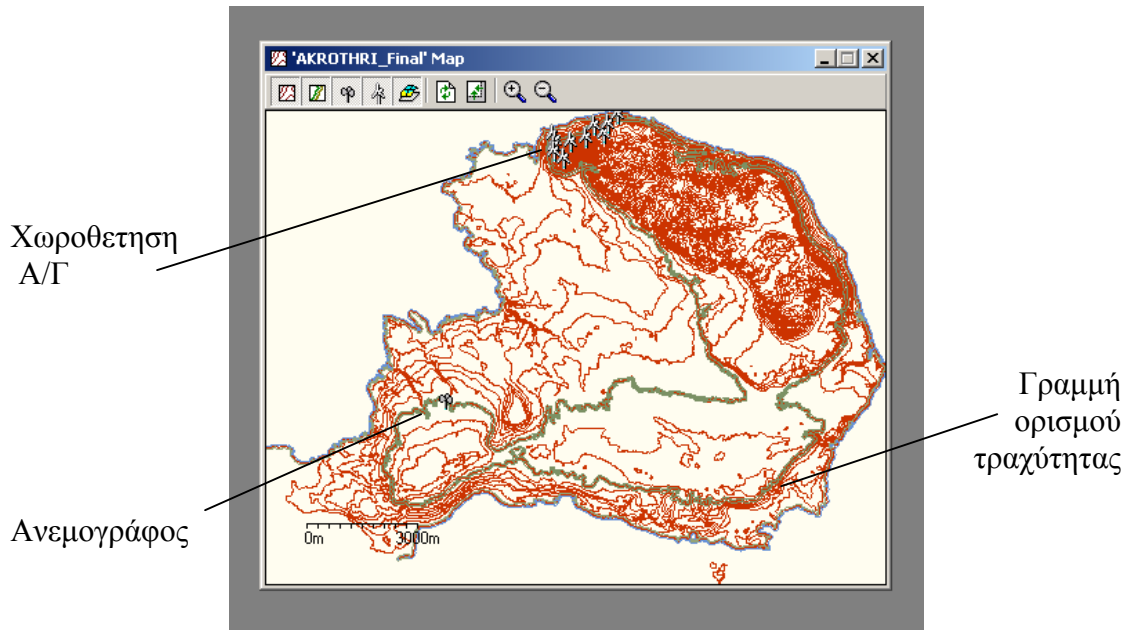 'AKROTHRI_Final' Map
Χωροθετηση
Α/Γ
Γραμμή
ορισμού
τραχύτητας
Ανεμογράφος
0m 3000m